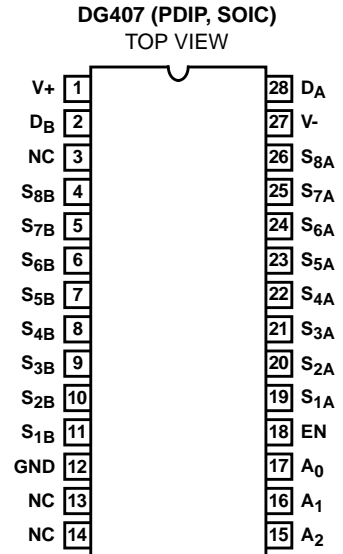 DG407 (PDIP, SOIC)
TOP VIEW
V+ 1 28 DA
DB 2 27 V-
NC 3 26 S8A
S8B 4 25 S7A
S7B 5 24 S6A
S6B 6 23 S5A
S5B 7 22 S4A
S4B 8 21 S3A
S3B 9 20 S2A
S2B 10 19 S1A
S1B 11 18 EN
GND 12 17 A0
NC 13 16 A1
NC 14 15 A2